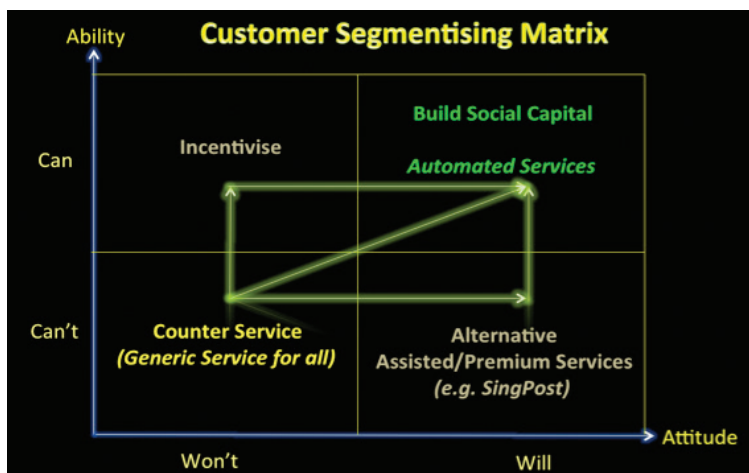 Customer Segmentising Matrix
Ability
Build Social Capital
Incentivise
Can
Automated Services
Can't
Counter Service
(Generic Service for all)
Alternative
Assisted/Premium Services
(e.g. SingPost)
Attitude
Won't
Will